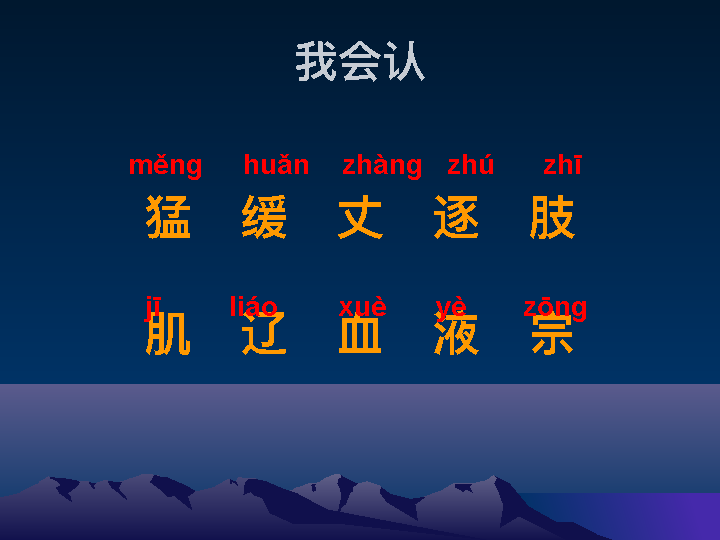 我会认
měng huǎn zhàng zhú zhī
猛 缓 丈 逐 肢
jī liáo xuè yè zōng
肌 辽 血 液 宗